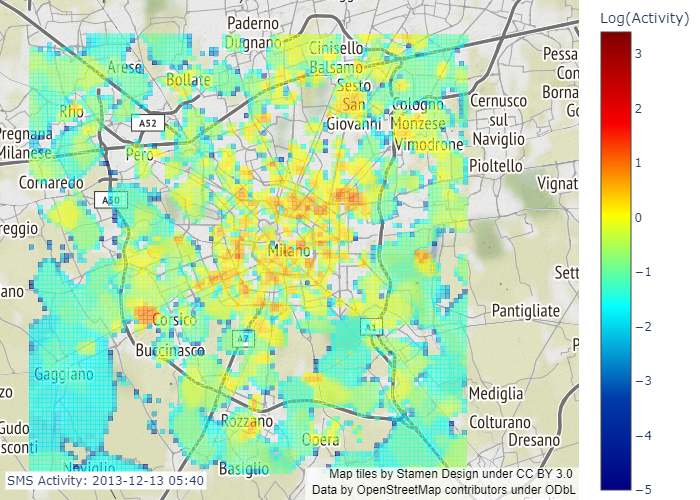 Log(Activity)
3
2
1
0
−1
−2
−3
−4
−5
Paderno
Dugnano
Cinisello
Balsamo
Pessa
Con
Borna
Go
Arese
Bollate
Sesto
San
Giovanni
Cologno
Monzese
Cernusco
sul
Naviglio
Rho
A52
Vimodrone
Pregnana
Milanese
Pero
Pioltello
Cornaredo
A50
Vignat
reggio
Milano
Sett
ano
Pantigliate
Corsico
A7
A1
Buccinasco
P
Gaggiano
zo
Mediglia
Rozzano
Colturano
Gudo
sconti
Opera
Dresano
Noviglio
Basiglio
SMS Activity: 2013-12-13 05:40
Map tiles by Stamen Design under CC BY 3.0
Data by OpenStreetMap contributors under ODbL